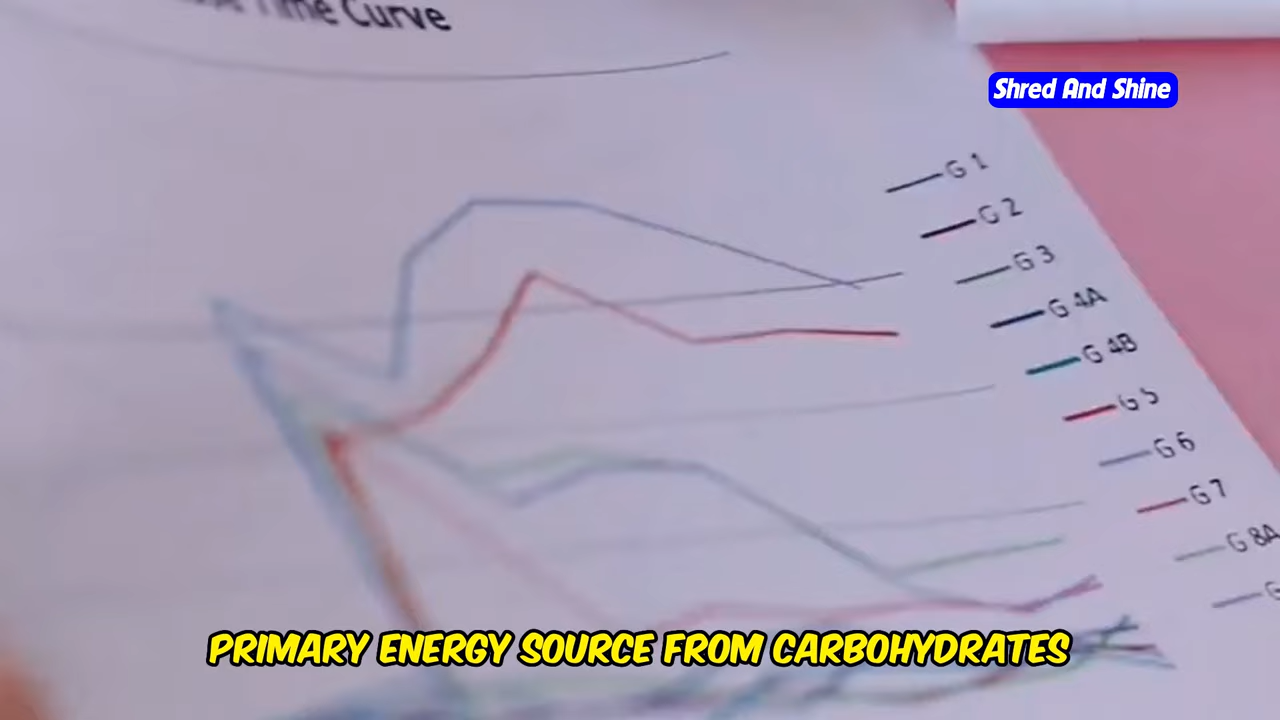 Time Curve
Shred And Shine
G 1
G 2
G 3
G 4A
G 4B
G 5
G 6
G 7
G 8A
G
PRIMARY ENERGY SOURCE FROM CARBOHYDRATES